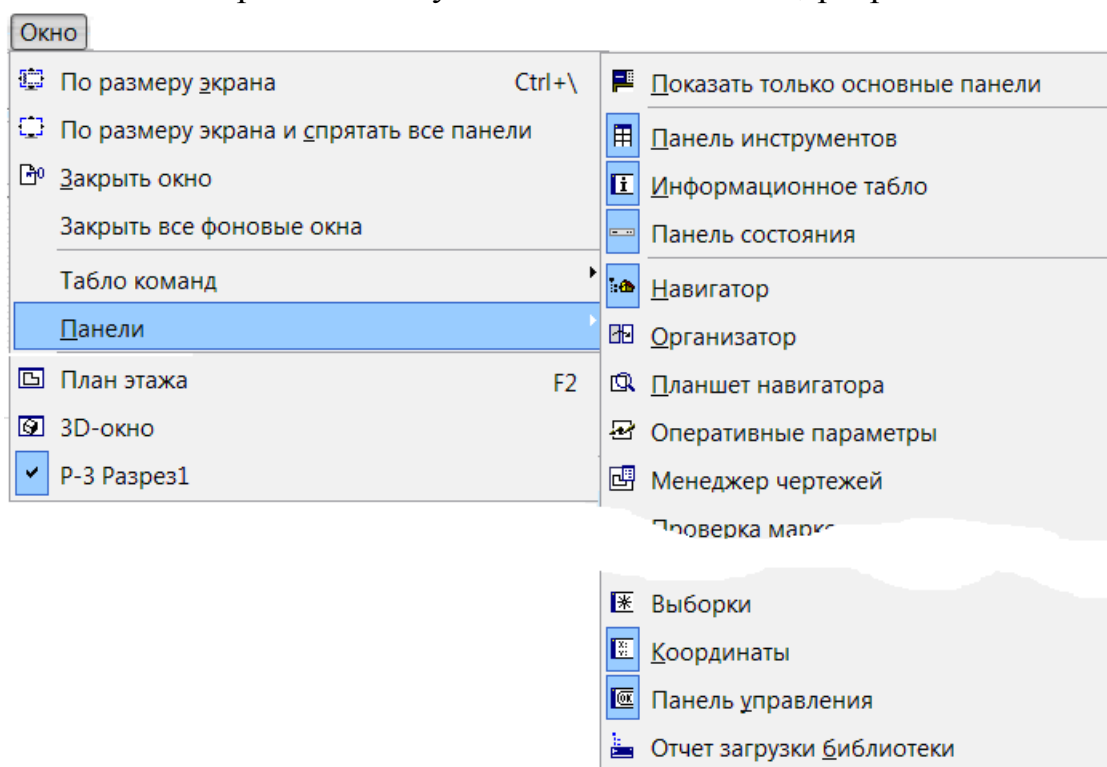 Окно
По размеру экрана Ctrl+\
По размеру экрана и спрятать все панели
Закрыть окно
Закрыть все фоновые окна
Табло команд
Панели
План этажа F2
3D-окно
Р-3 Разрез1
Показать только основные панели
Панель инструментов
Информационное табло
Панель состояния
Навигатор
Организатор
Планшет навигатора
Оперативные параметры
Менеджер чертежей
Проверка
Выборки
Координаты
Панель управления
Отчет загрузки библиотеки